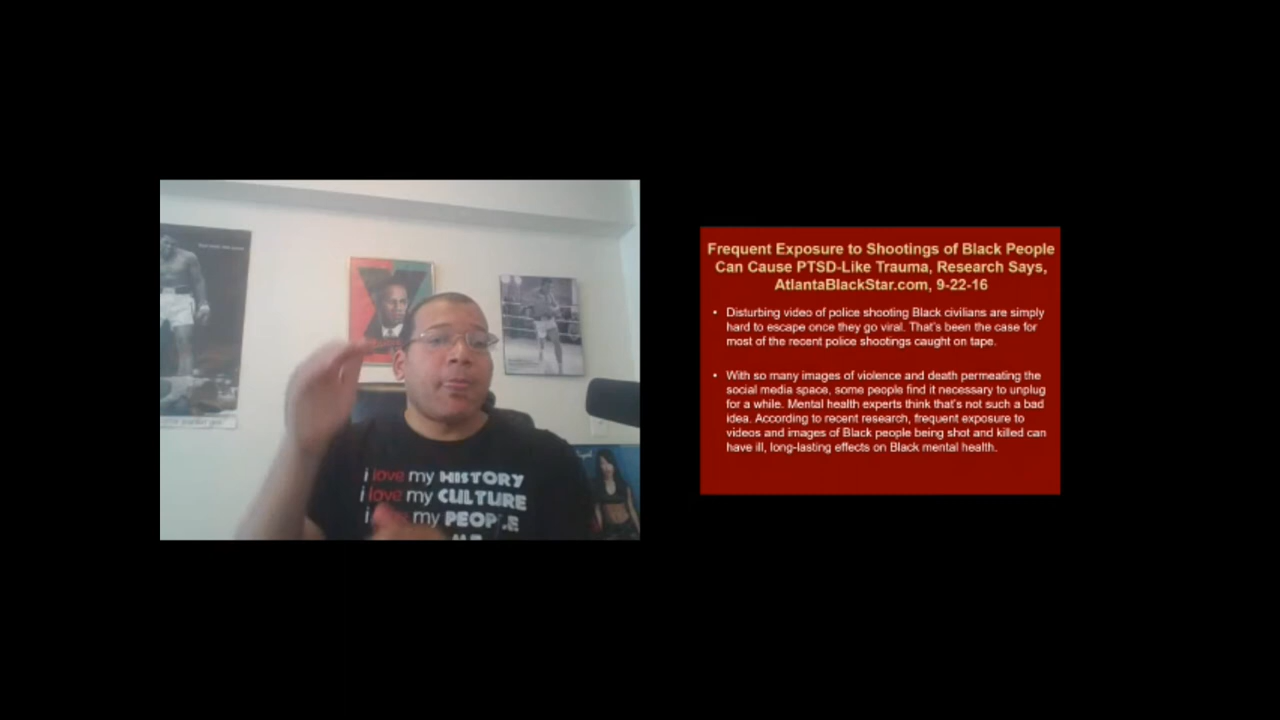 i love my HISTORY
i love my CULTURE
i my PEOPLE
ME
Frequent Exposure to Shootings of Black People
Can Cause PTSD-Like Trauma, Research Says,
AtlantaBlackStar.com, 9-22-16
• Disturbing video of police shooting Black civilians are simply
hard to escape once they go viral. That's been the case for
most of the recent police shootings caught on tape.
• With so many images of violence and death permeating the
social media space, some people find it necessary to unplug
for a while. Mental health experts think that's not such a bad
idea. According to recent research, frequent exposure to
videos and images of Black people being shot and killed can
have ill, long-lasting effects on Black mental health.